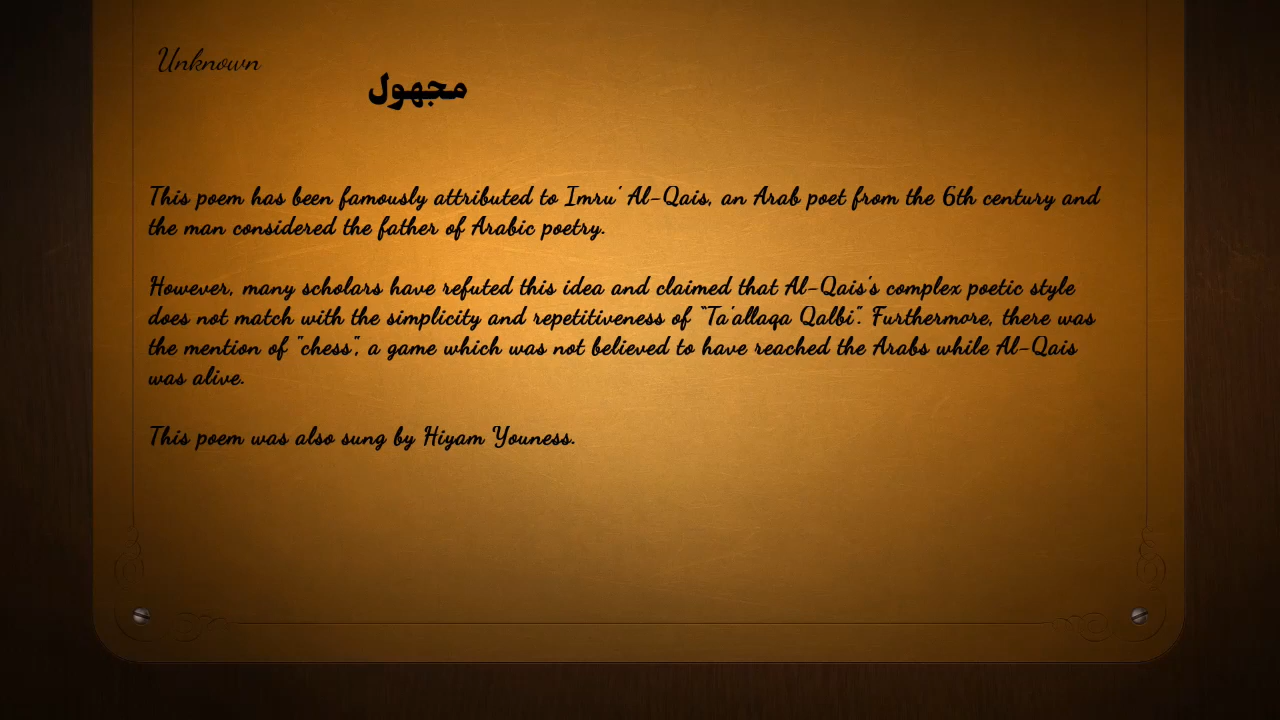 Unknown
مجهول
This poem has been famously attributed to Imru' Al-Qais, an Arab poet from the 6th century and
the man considered the father of Arabic poetry.
However, many scholars have refuted this idea and claimed that Al-Qais's complex poetic style
does not match with the simplicity and repetitiveness of "Ta'allaqa Qalbi". Furthermore, there was
the mention of "chess", a game which was not believed to have reached the Arabs while Al-Qais
was alive.
This poem was also sung by Hiyam Youness.